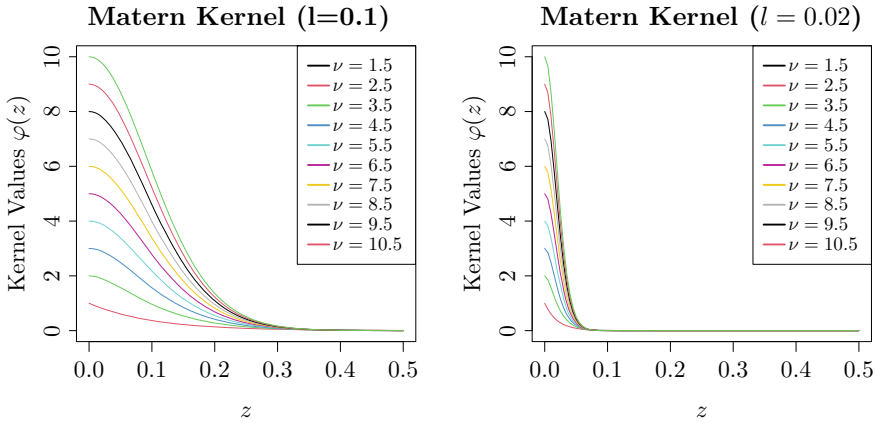 Matern Kernel (l=0.1)
Kernel Values φ(z)
10
8
6
4
2
0
ν = 1.5
ν = 2.5
ν = 3.5
ν = 4.5
ν = 5.5
ν = 6.5
ν = 7.5
ν = 8.5
ν = 9.5
ν = 10.5
0.0 0.1 0.2 0.3 0.4 0.5
z
Matern Kernel (l = 0.02)
Kernel Values φ(z)
10
8
6
4
2
0
ν = 1.5
ν = 2.5
ν = 3.5
ν = 4.5
ν = 5.5
ν = 6.5
ν = 7.5
ν = 8.5
ν = 9.5
ν = 10.5
0.0 0.1 0.2 0.3 0.4 0.5
z